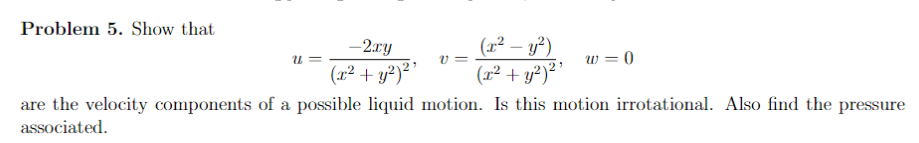 Problem 5. Show that
u = −2xy / (x² + y²)², v = (x² − y²) / (x² + y²)², w = 0
are the velocity components of a possible liquid motion. Is this motion irrotational. Also find the pressure
associated.